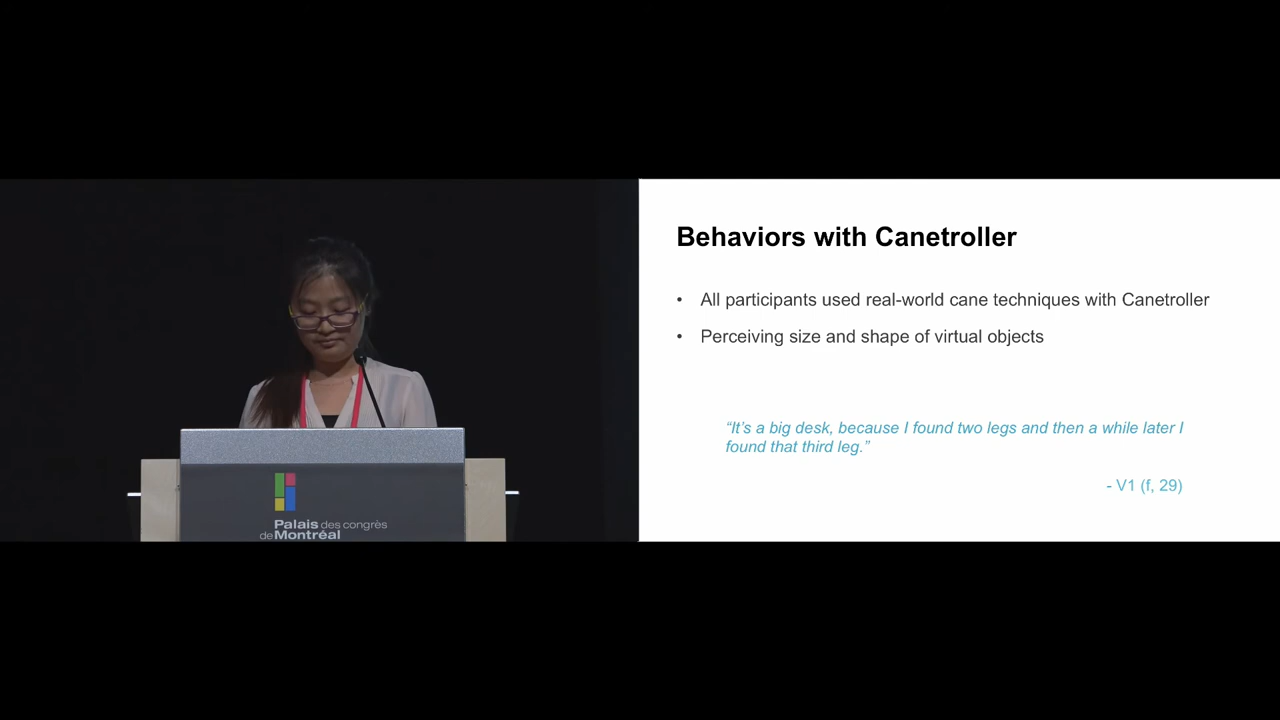 Behaviors with Canetroller
• All participants used real-world cane techniques with Canetroller
• Perceiving size and shape of virtual objects
“It’s a big desk, because I found two legs and then a while later I
found that third leg.”
- V1 (f, 29)
Palais des congrès
de Montréal